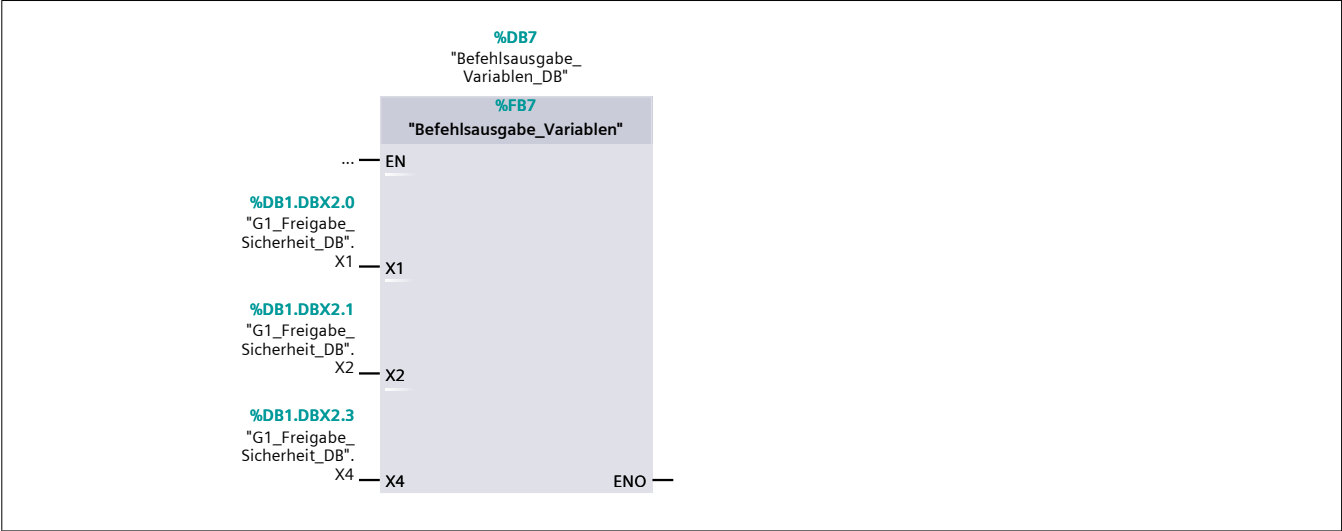 %DB7
"Befehlsausgabe_
Variablen_DB"
%FB7
"Befehlsausgabe_Variablen"
... EN
%DB1.DBX2.0
"G1_Freigabe_
Sicherheit_DB".
X1 X1
%DB1.DBX2.1
"G1_Freigabe_
Sicherheit_DB".
X2 X2
%DB1.DBX2.3
"G1_Freigabe_
Sicherheit_DB".
X4 X4 ENO